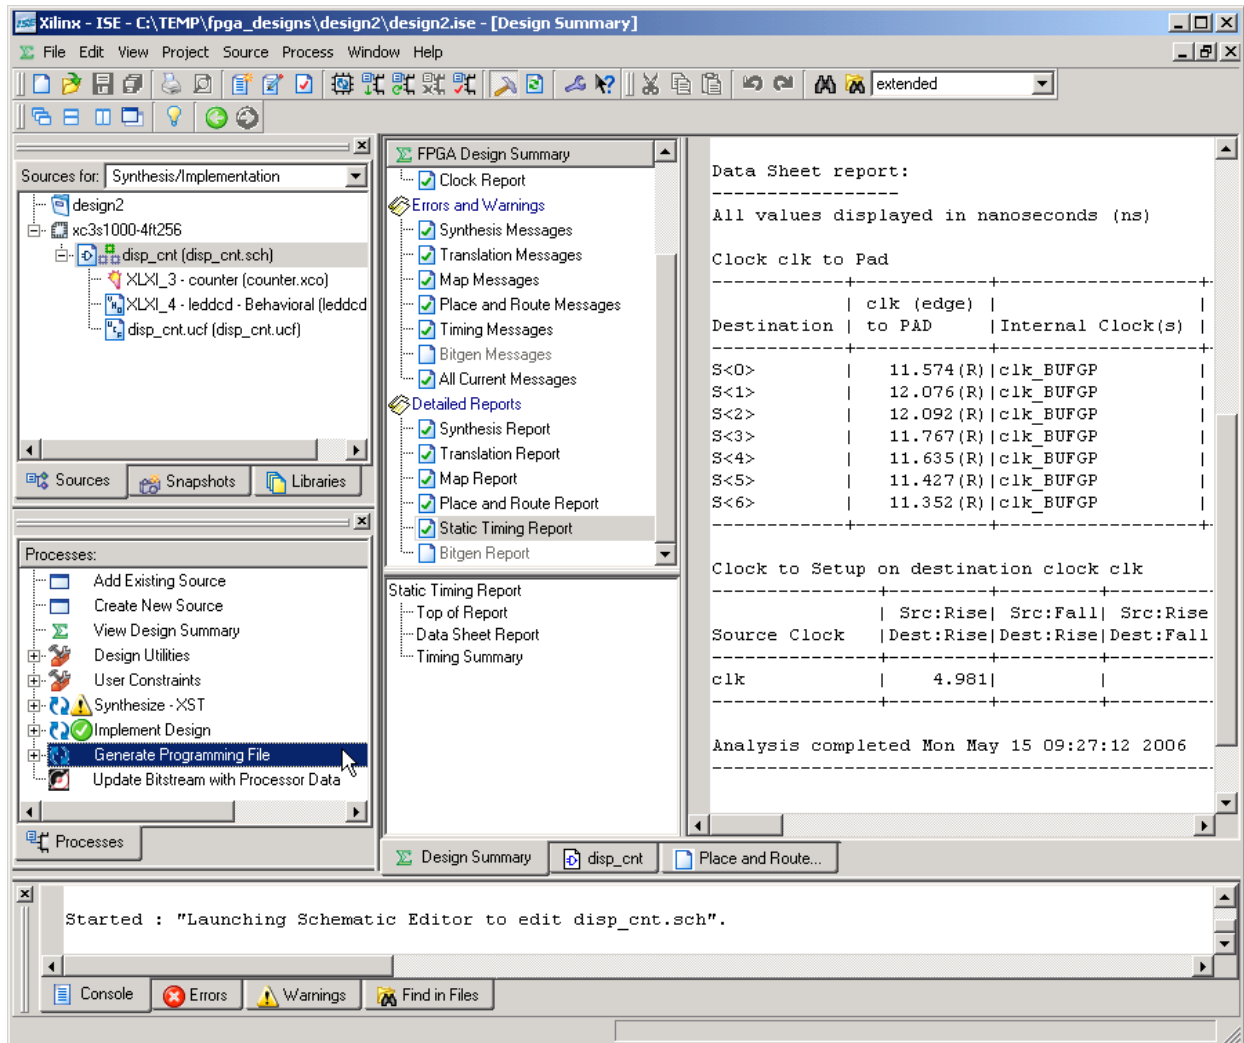 Xilinx - ISE - C:\TEMP\fpga_designs\design2\design2.ise - [Design Summary]
File Edit View Project Source Process Window Help
extended
Sources for: Synthesis/Implementation
design2
xc3s1000-4ft256
disp_cnt (disp_cnt.sch)
XLXI_3 - counter (counter.xco)
XLXI_4 - leddcd - Behavioral (leddcd
disp_cnt.ucf (disp_cnt.ucf)
Sources Snapshots Libraries
Processes:
Add Existing Source
Create New Source
View Design Summary
Design Utilities
User Constraints
Synthesize - XST
Implement Design
Generate Programming File
Update Bitstream with Processor Data
Processes
FPGA Design Summary
Clock Report
Errors and Warnings
Synthesis Messages
Translation Messages
Map Messages
Place and Route Messages
Timing Messages
Bitgen Messages
All Current Messages
Detailed Reports
Synthesis Report
Translation Report
Map Report
Place and Route Report
Static Timing Report
Bitgen Report
Static Timing Report
Top of Report
Data Sheet Report
Timing Summary
Data Sheet report:
-----------------
All values displayed in nanoseconds (ns)
Clock clk to Pad
------------+------------+------------------+
| clk (edge) | |
Destination | to PAD |Internal Clock(s) |
------------+------------+------------------+
S<0> | 11.574(R)|clk_BUFGP |
S<1> | 12.076(R)|clk_BUFGP |
S<2> | 12.092(R)|clk_BUFGP |
S<3> | 11.767(R)|clk_BUFGP |
S<4> | 11.635(R)|clk_BUFGP |
S<5> | 11.427(R)|clk_BUFGP |
S<6> | 11.352(R)|clk_BUFGP |
------------+------------+------------------+
Clock to Setup on destination clock clk
---------------+---------+---------+---------
| Src:Rise| Src:Fall| Src:Rise
Source Clock |Dest:Rise|Dest:Rise|Dest:Fall
---------------+---------+---------+---------
clk | 4.981| |
---------------+---------+---------+---------
Analysis completed Mon May 15 09:27:12 2006
---------------------------------------------
Design Summary disp_cnt Place and Route...
Started : "Launching Schematic Editor to edit disp_cnt.sch".
Console Errors Warnings Find in Files